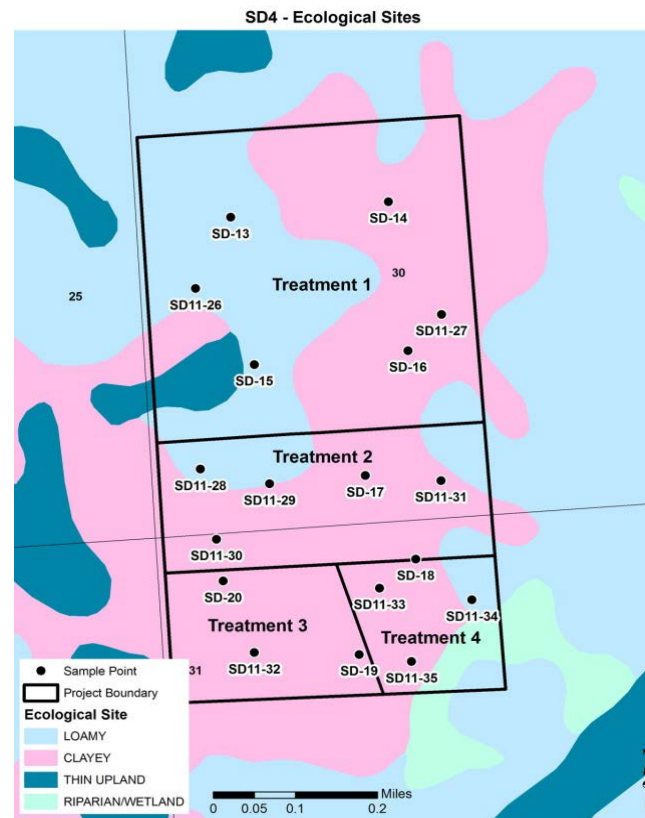 SD4 - Ecological Sites
SD-14
SD-13
30
Treatment 1
25
SD11-26
SD11-27
SD-15
SD-16
Treatment 2
SD11-28
SD-17
SD11-29
SD11-31
SD11-30
SD-18
SD-20
SD11-33
SD11-34
Treatment 3
Treatment 4
SD11-32
SD-19
SD11-35
31
Sample Point
Project Boundary
Ecological Site
LOAMY
CLAYEY
THIN UPLAND
RIPARIAN/WETLAND
Miles
0 0.05 0.1 0.2